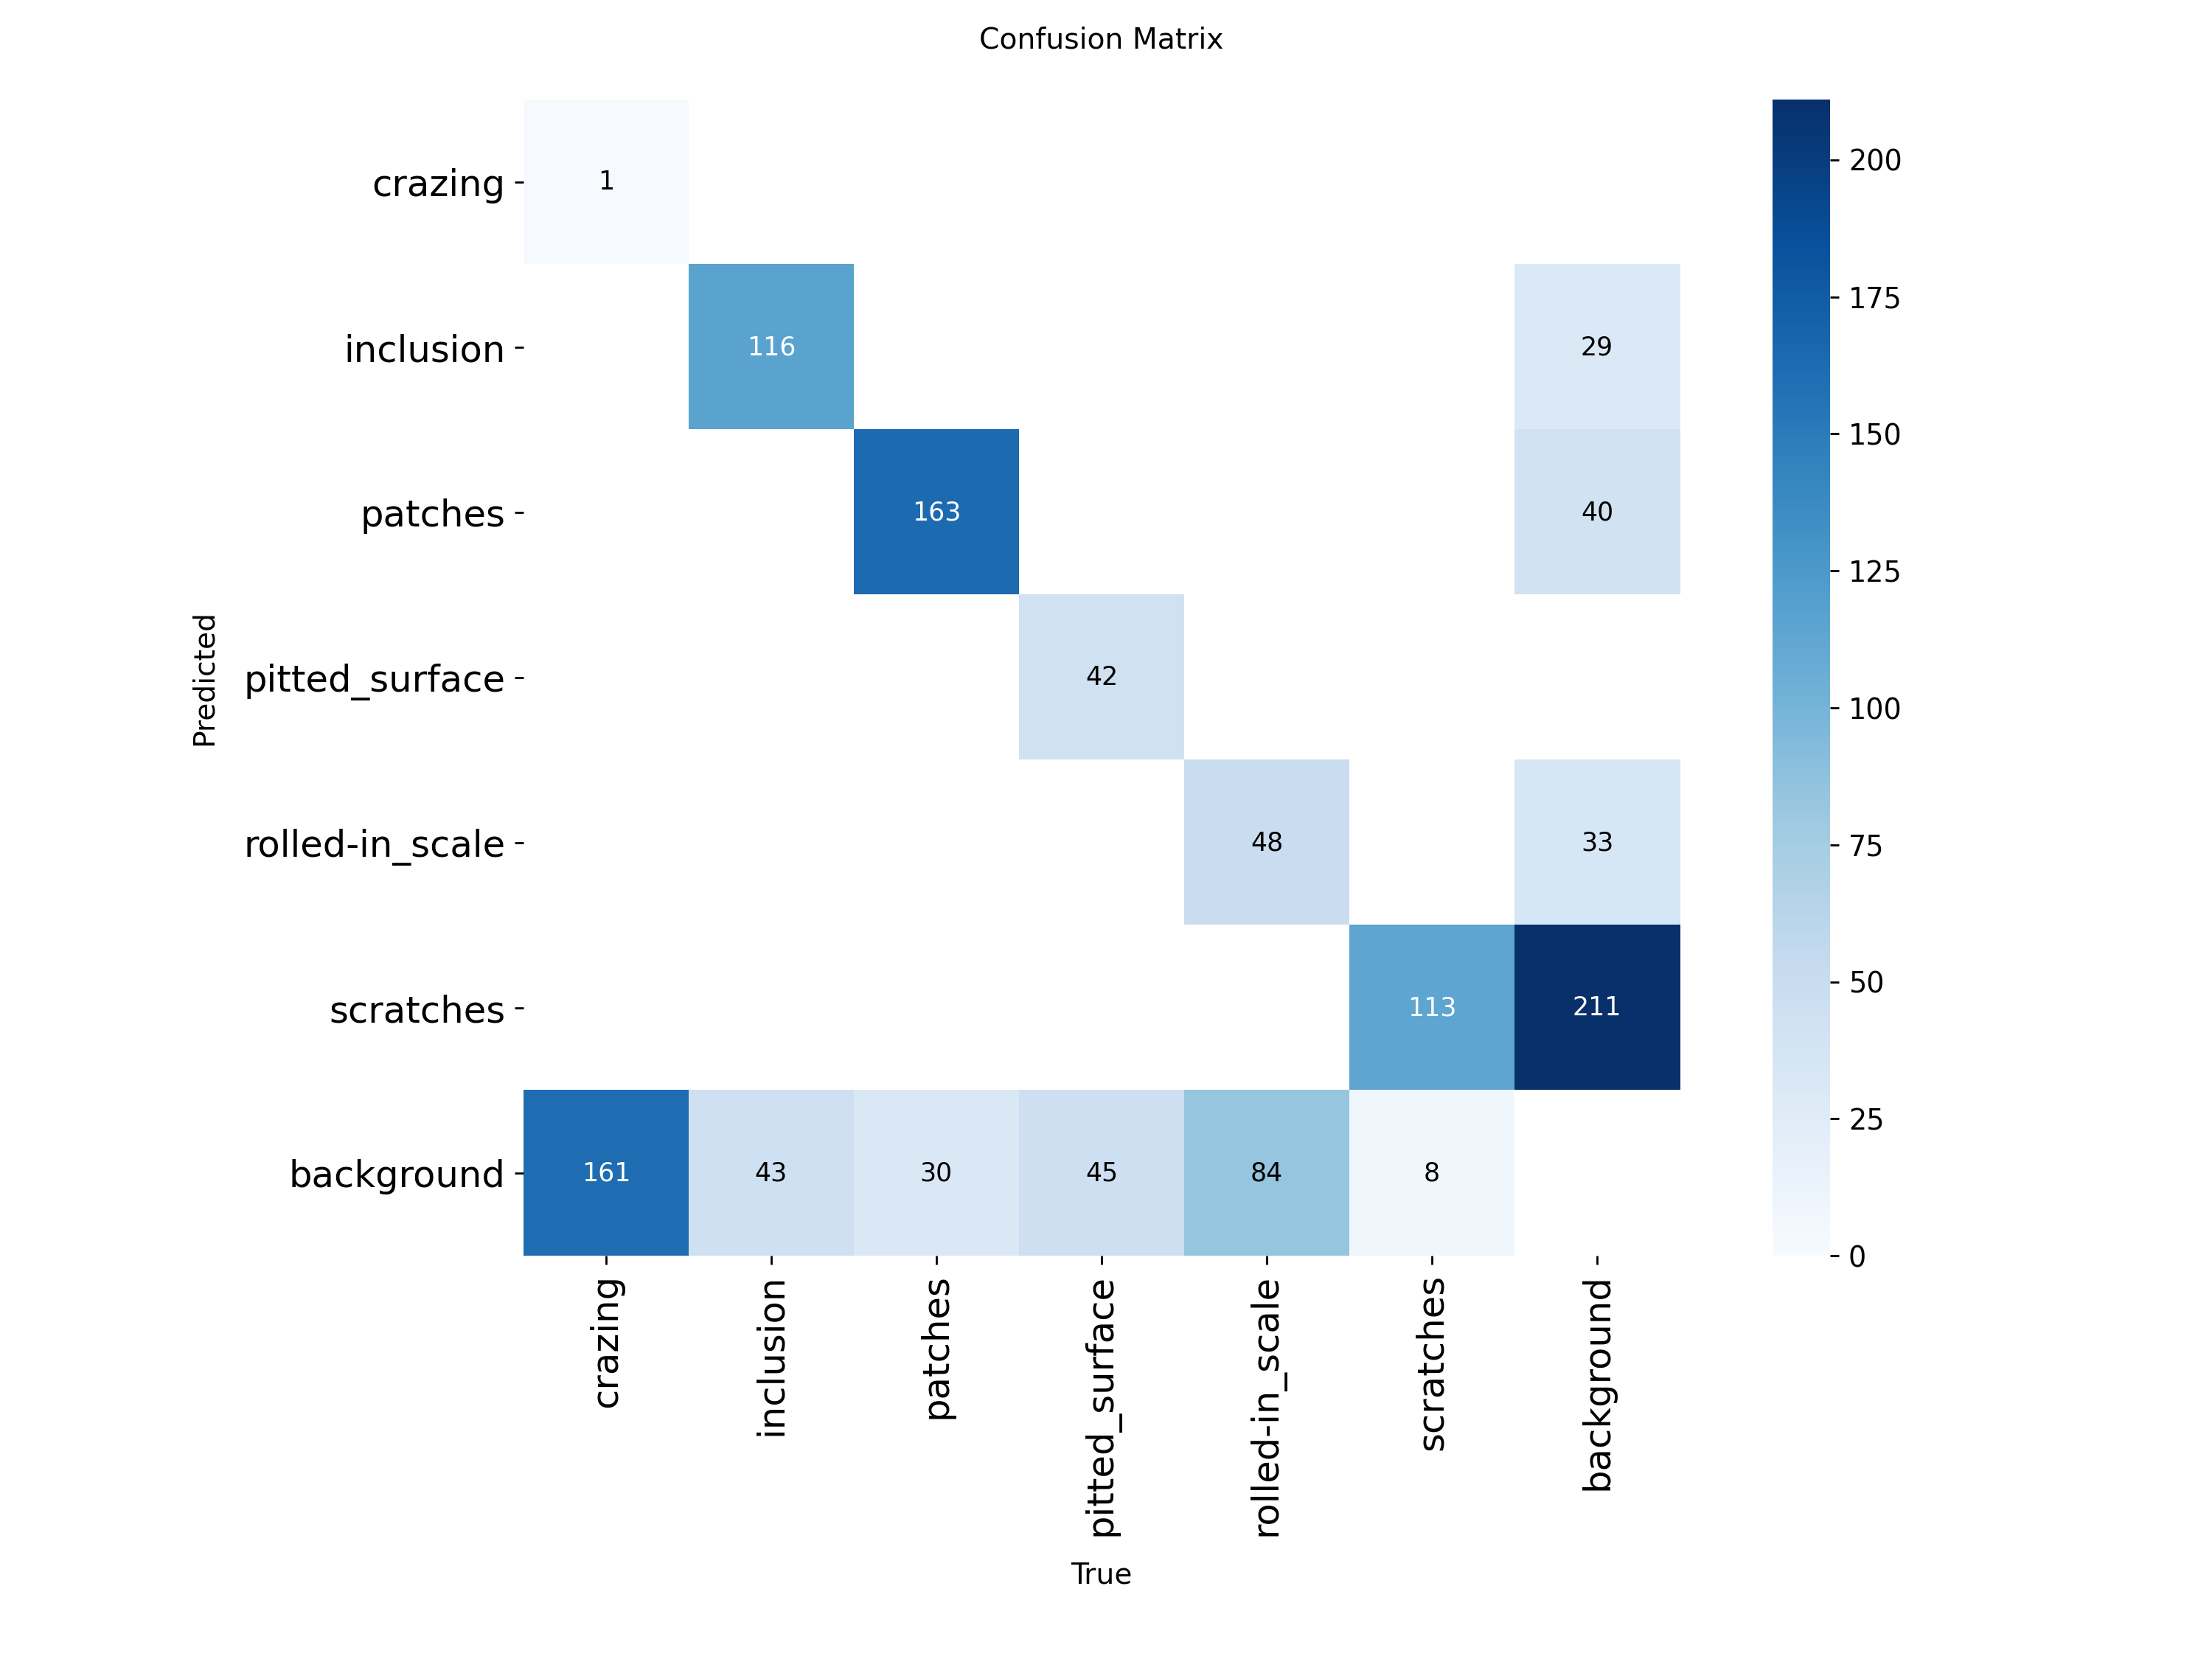 Confusion Matrix
Predicted
crazing
inclusion
patches
pitted_surface
rolled-in_scale
scratches
background
1
116 29
163 40
42
48 33
113 211
161 43 30 45 84 8
crazing
inclusion
patches
pitted_surface
rolled-in_scale
scratches
background
True
200
175
150
125
100
75
50
25
0